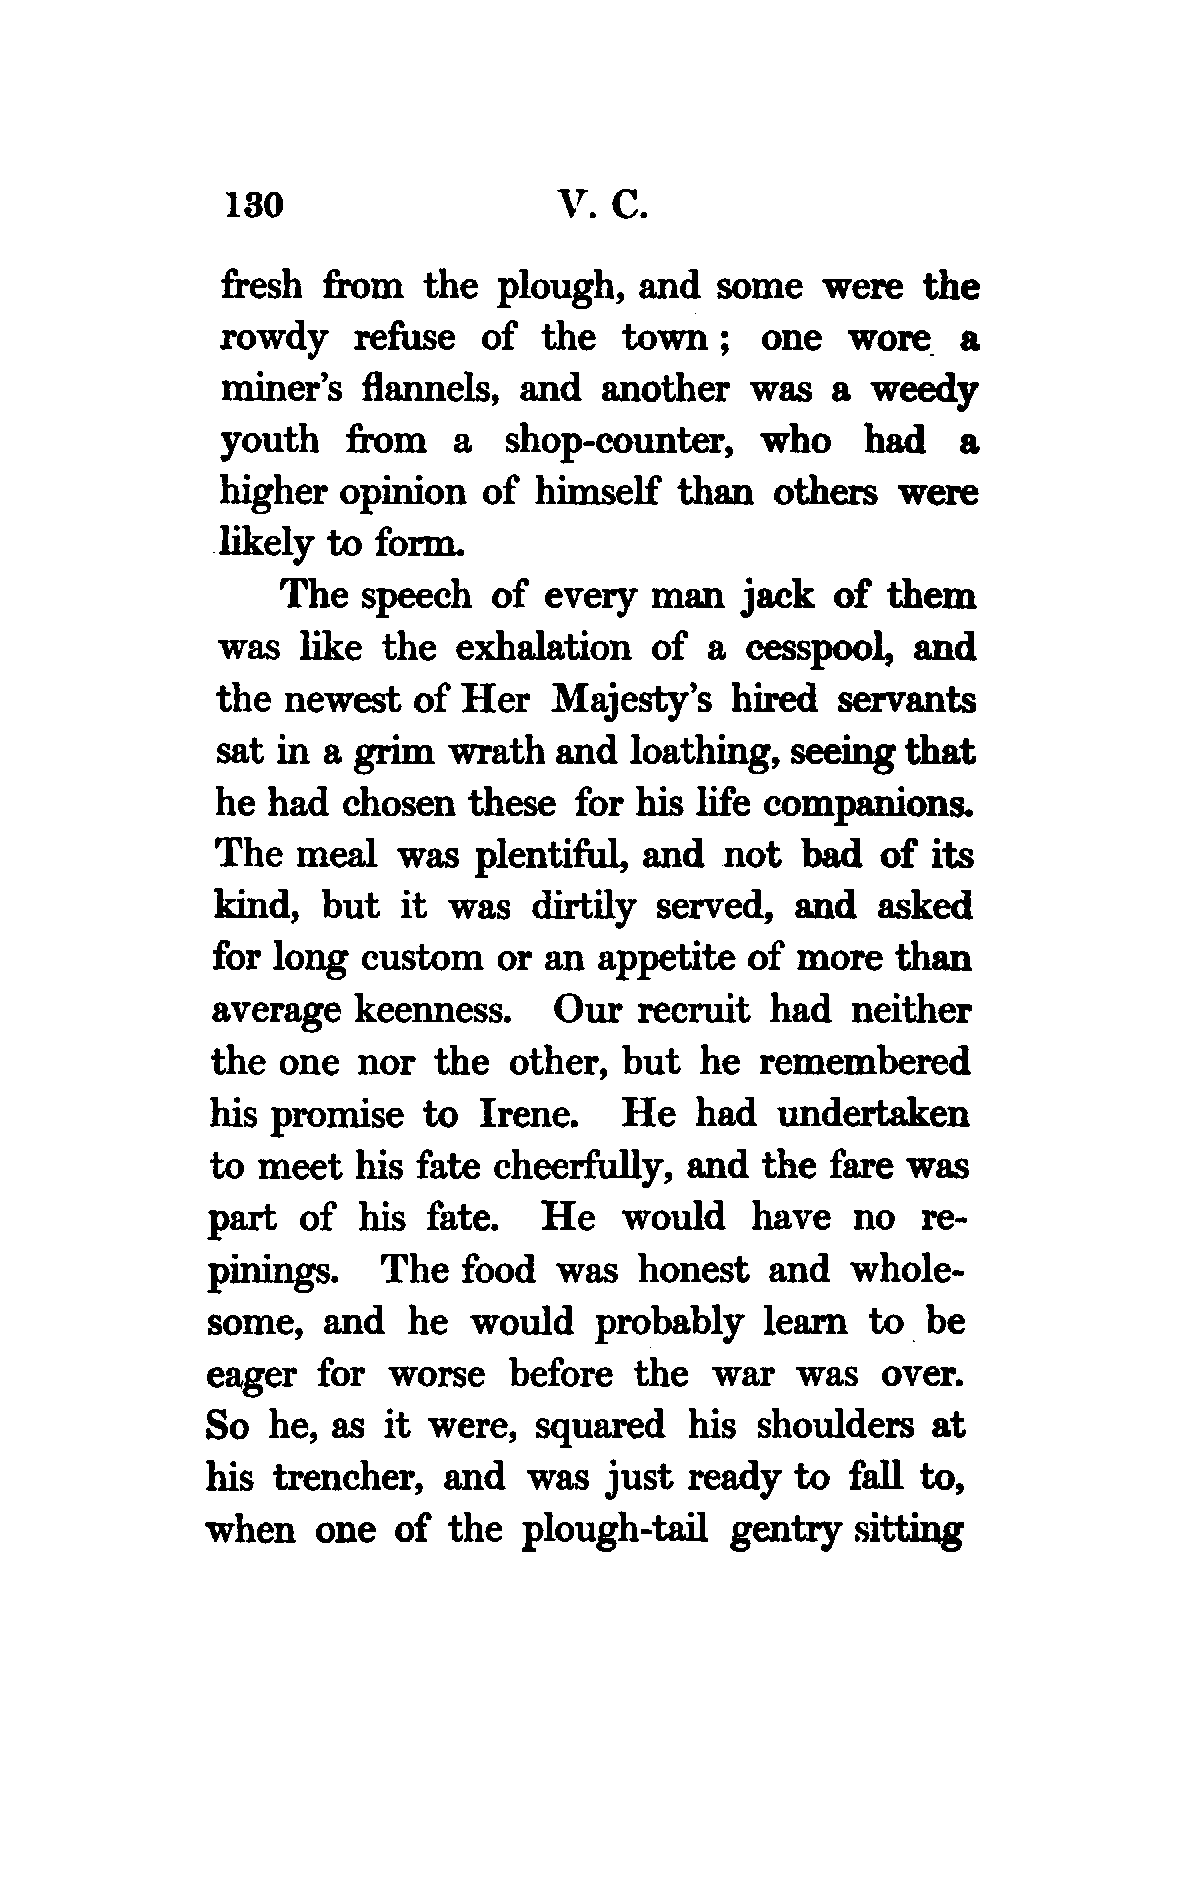 130 V. C.
fresh from the plough, and some were the
rowdy refuse of the town ; one wore a
miner's flannels, and another was a weedy
youth from a shop-counter, who had a
higher opinion of himself than others were
likely to form.
The speech of every man jack of them
was like the exhalation of a cesspool, and
the newest of Her Majesty's hired servants
sat in a grim wrath and loathing, seeing that
he had chosen these for his life companions.
The meal was plentiful, and not bad of its
kind, but it was dirtily served, and asked
for long custom or an appetite of more than
average keenness. Our recruit had neither
the one nor the other, but he remembered
his promise to Irene. He had undertaken
to meet his fate cheerfully, and the fare was
part of his fate. He would have no re-
pinings. The food was honest and whole-
some, and he would probably learn to be
eager for worse before the war was over.
So he, as it were, squared his shoulders at
his trencher, and was just ready to fall to,
when one of the plough-tail gentry sitting